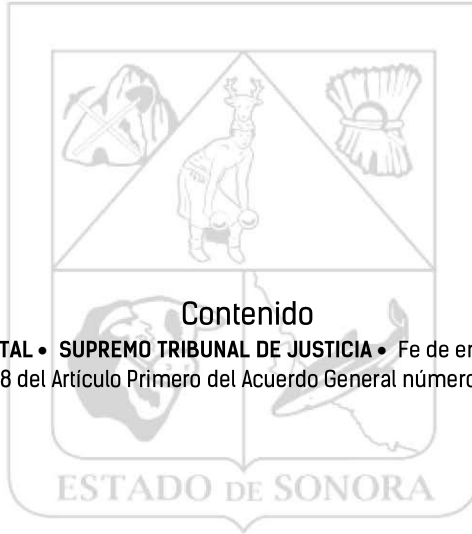 Contenido
TAL • SUPREMO TRIBUNAL DE JUSTICIA • Fe de er
8 del Artículo Primero del Acuerdo General número
ESTADO DE SONORA